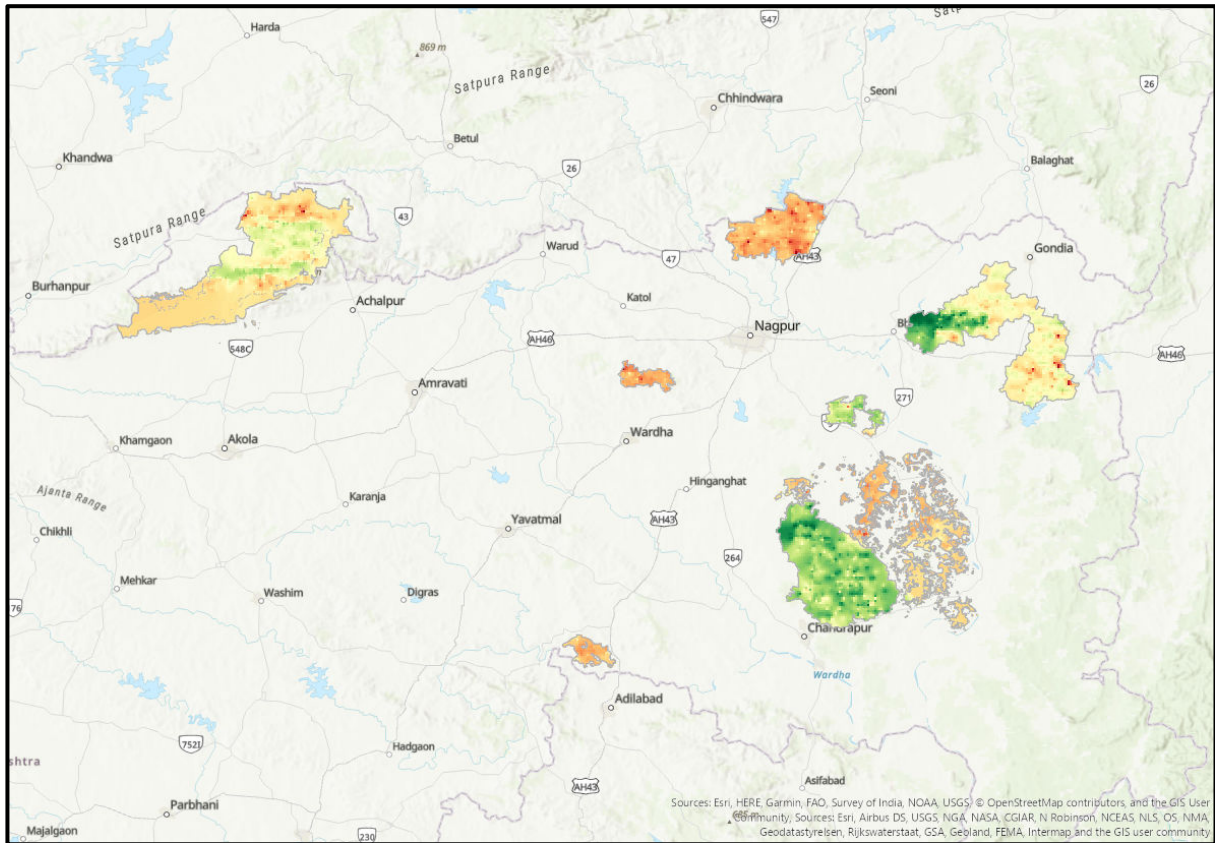 Harda
869 m
Satpura Range
547
Satp
Chhindwara
Seoni
26
Betul
Khandwa
26
Balaghat
Satpura Range
43
Warud
47
AH43
Gondia
Burhanpur
Achalpur
Katol
Nagpur
Bh
548C
AH46
AH46
Amravati
271
Khamgaon
Akola
Wardha
Ajanta Range
Karanja
Hinganghat
Chikhli
Yavatmal
AH43
264
Mehkar
Washim
Digras
76
Chandrapur
Wardha
Adilabad
752I
Hadgaon
shtra
AH43
Asifabad
Parbhani
Majalgaon
230
Sources: Esri, HERE, Garmin, FAO, Survey of India, NOAA, USGS, © OpenStreetMap contributors, and the GIS User
Community, Sources: Esri, Airbus DS, USGS, NGA, NASA, CGIAR, N Robinson, NCEAS, NLS, OS, NMA,
Geodatastyrelsen, Rijkswaterstaat, GSA, Geoland, FEMA, Intermap and the GIS user community